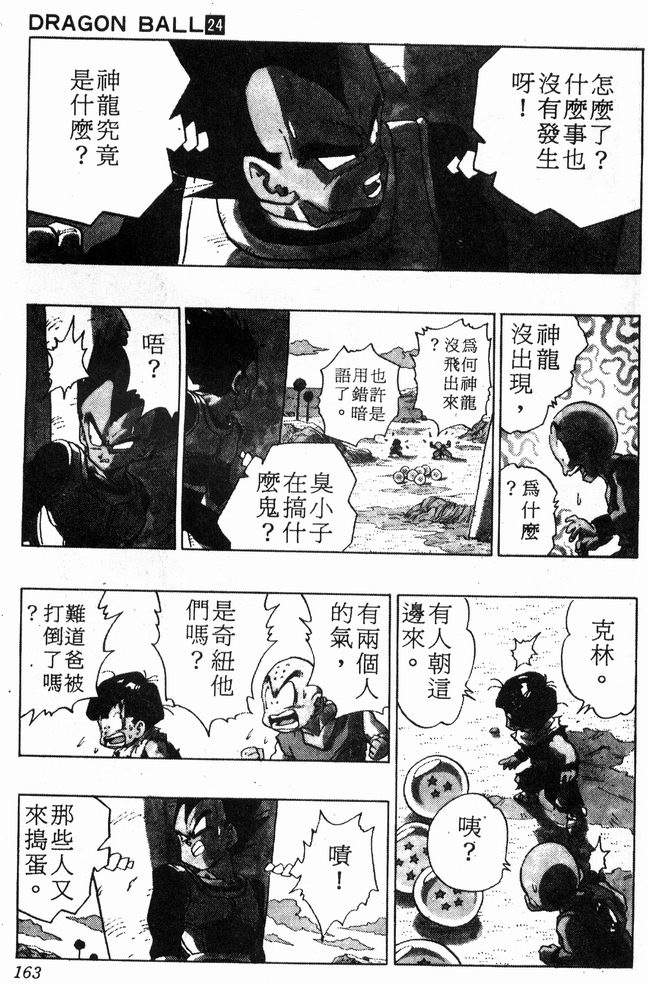 DRAGON BALL 24
怎麼了？
什麼事也
沒有發生
呀！
神龍究竟
是什麼？
神龍
沒出現，
爲什麼
？
爲何神龍
沒飛出來
？
也許是
用錯暗
語了。
臭小子
在搞什
麼鬼？
唔？
克林。
有人朝這
邊來。
咦？
有兩個人
的氣，
是奇紐他
們嗎？
難道爸被
打倒了嗎
？
嘖！
那些人又
來搗蛋。
163